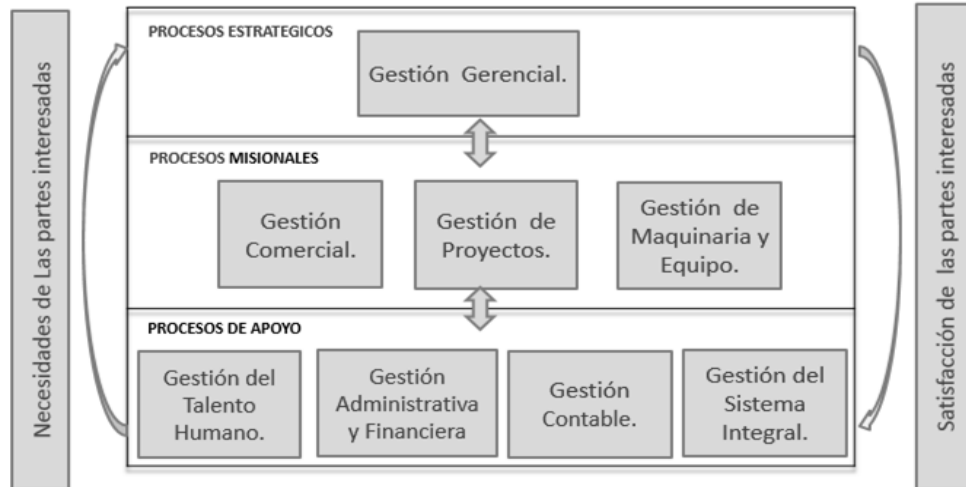 Necesidades de Las partes interesadas
PROCESOS ESTRATEGICOS
Gestión Gerencial.
PROCESOS MISIONALES
Gestión
Comercial.
Gestión de
Proyectos.
Gestión de
Maquinaria y
Equipo.
PROCESOS DE APOYO
Gestión del
Talento
Humano.
Gestión
Administrativa
y Financiera
Gestión
Contable.
Gestión del
Sistema
Integral.
Satisfacción de las partes interesadas